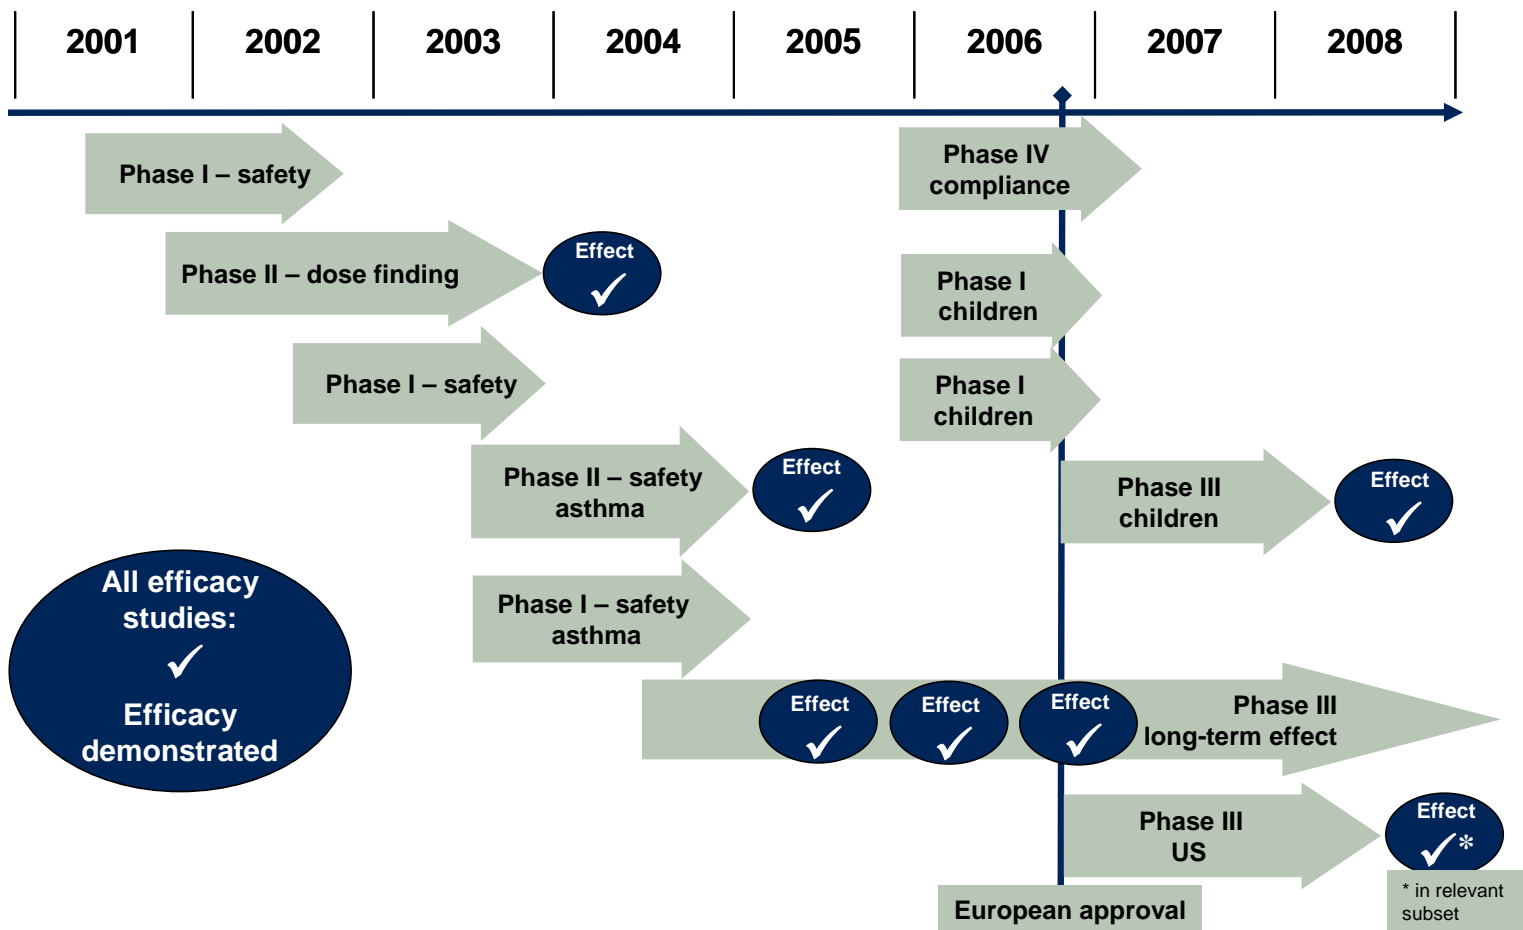 2001 2002 2003 2004 2005 2006 2007 2008
Phase I – safety
Phase IV
compliance
Phase II – dose finding
Effect
✓
Phase I
children
Phase I – safety
Phase I
children
Phase II – safety
asthma
Effect
✓
Phase III
children
Effect
✓
All efficacy
studies:
✓
Efficacy
demonstrated
Phase I – safety
asthma
Effect
✓
Effect
✓
Effect
✓
Phase III
long-term effect
Phase III
US
Effect
✓*
European approval
* in relevant
subset